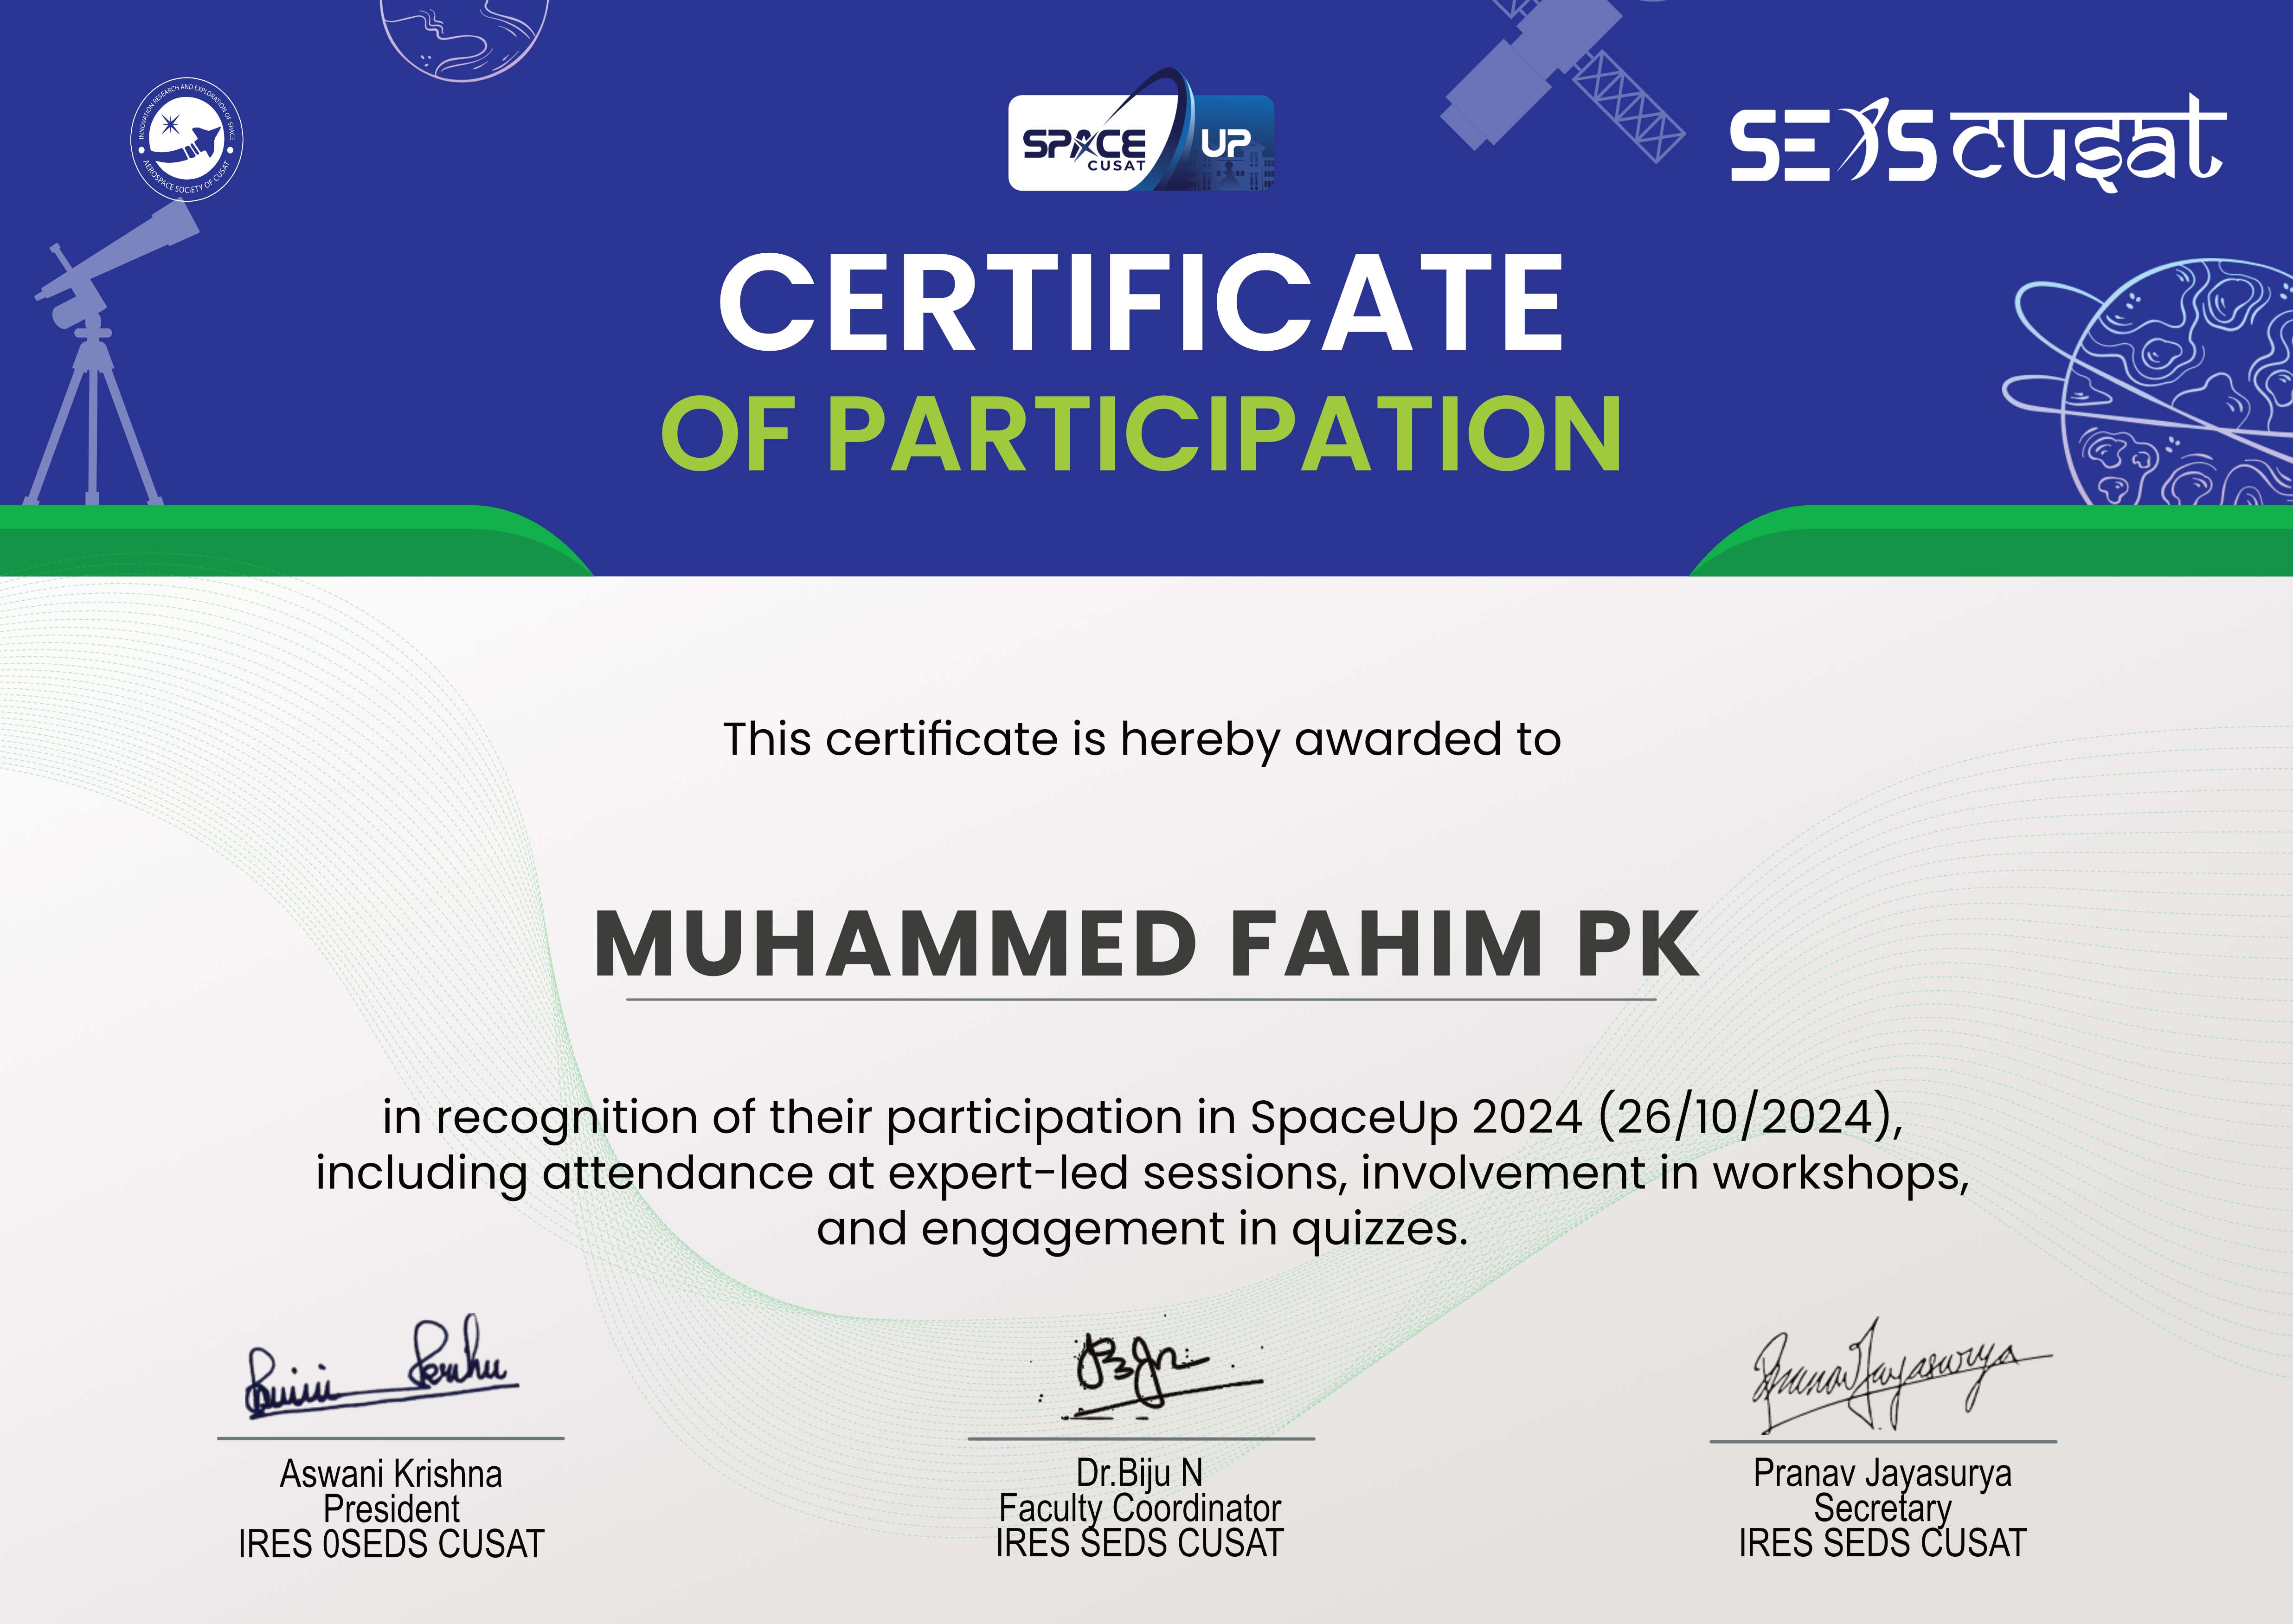 INNOVATION RESEARCH AND EXPLORATION OF SPACE
AEROSPACE SOCIETY OF CUSAT
SPACE
CUSAT
UP
SEDS cusat
CERTIFICATE
OF PARTICIPATION
This certificate is hereby awarded to
MUHAMMED FAHIM PK
in recognition of their participation in SpaceUp 2024 (26/10/2024),
including attendance at expert-led sessions, involvement in workshops,
and engagement in quizzes.
Pranav Jayasurya
Aswani Krishna
President
IRES 0SEDS CUSAT
Dr.Biju N
Faculty Coordinator
IRES SEDS CUSAT
Pranav Jayasurya
Secretary
IRES SEDS CUSAT